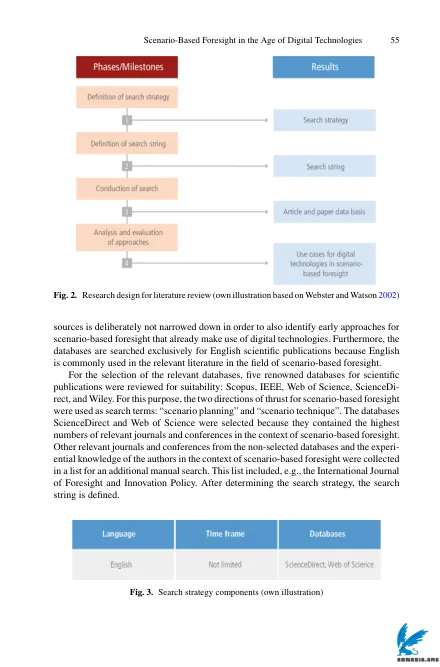 Scenario-Based Foresight in the Age of Digital Technologies 55
Phases/Milestones Results
Definition of search strategy
1 Search strategy
Definition of search string
2 Search string
Conduction of search
3 Article and paper data basis
Analysis and evaluation
of approaches
4 Use cases for digital
technologies in scenario-
based foresight
Fig. 2. Research design for literature review (own illustration based on Webster and Watson 2002)
sources is deliberately not narrowed down in order to also identify early approaches for
scenario-based foresight that already make use of digital technologies. Furthermore, the
databases are searched exclusively for English scientific publications because English
is commonly used in the relevant literature in the field of scenario-based foresight.
For the selection of the relevant databases, five renowned databases for scientific
publications were reviewed for suitability: Scopus, IEEE, Web of Science, ScienceDi-
rect, and Wiley. For this purpose, the two directions of thrust for scenario-based foresight
were used as search terms: “scenario planning” and “scenario technique”. The databases
ScienceDirect and Web of Science were selected because they contained the highest
numbers of relevant journals and conferences in the context of scenario-based foresight.
Other relevant journals and conferences from the non-selected databases and the experi-
ential knowledge of the authors in the context of scenario-based foresight were collected
in a list for an additional manual search. This list included, e.g., the International Journal
of Foresight and Innovation Policy. After determining the search strategy, the search
string is defined.
Language Time frame Databases
English Not limited ScienceDirect, Web of Science
Fig. 3. Search strategy components (own illustration)